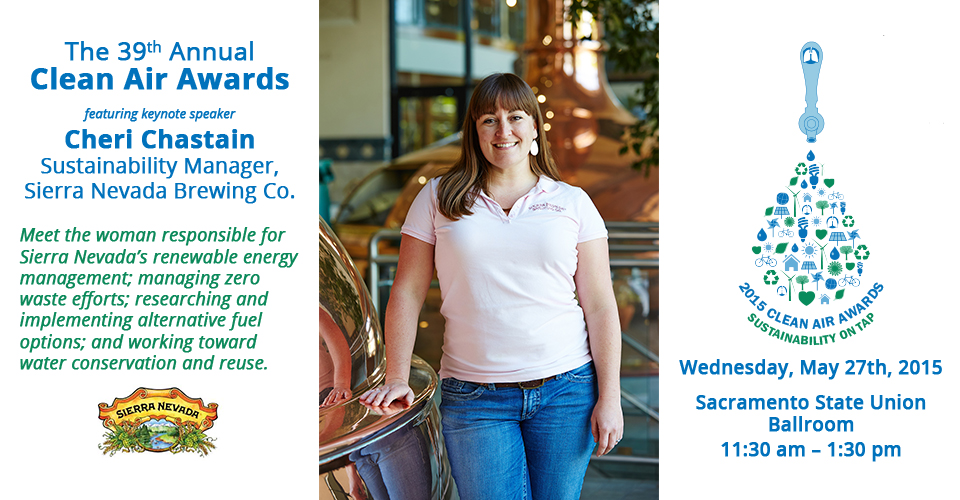 The 39th Annual
Clean Air Awards
featuring keynote speaker
Cheri Chastain
Sustainability Manager,
Sierra Nevada Brewing Co.
Meet the woman responsible for
Sierra Nevada’s renewable energy
management; managing zero
waste efforts; researching and
implementing alternative fuel
options; and working toward
water conservation and reuse.
SIERRA NEVADA
2015 CLEAN AIR AWARDS
SUSTAINABILITY ON TAP
Wednesday, May 27th, 2015
Sacramento State Union
Ballroom
11:30 am – 1:30 pm